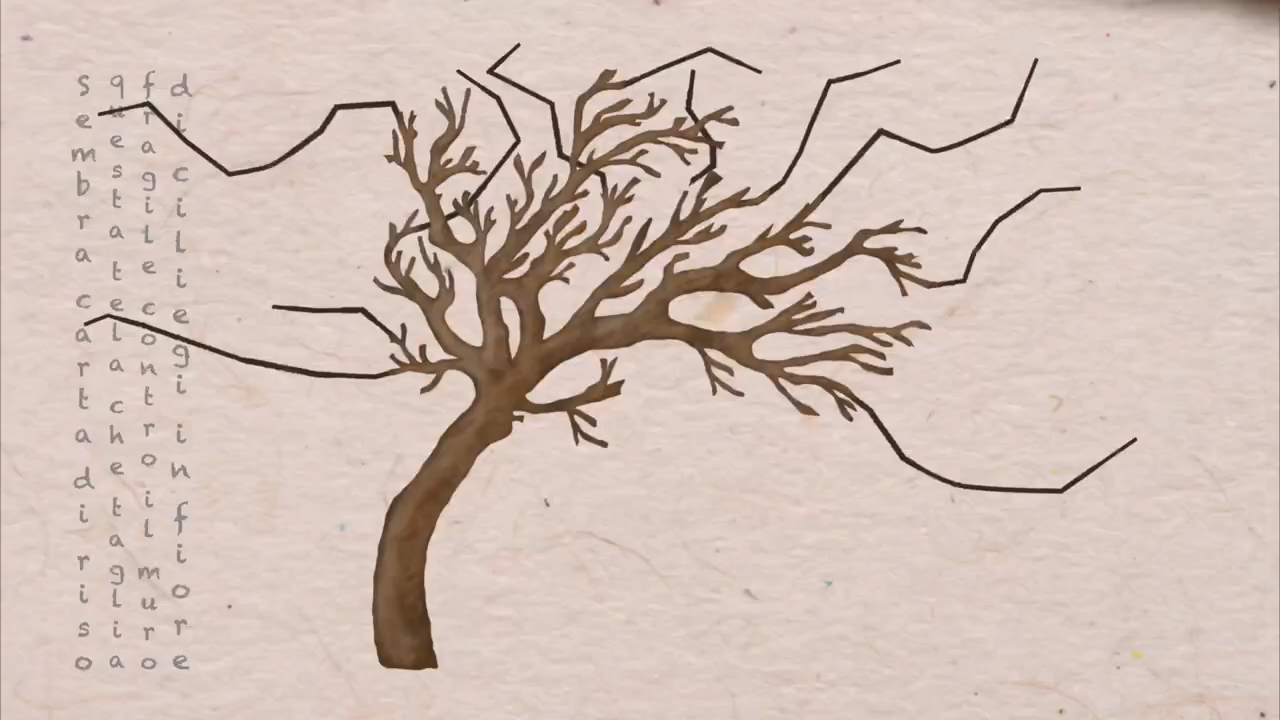 Sembra carta di riso
questa tela che taglia
fragile contro il muro
di ciliegi in fiore